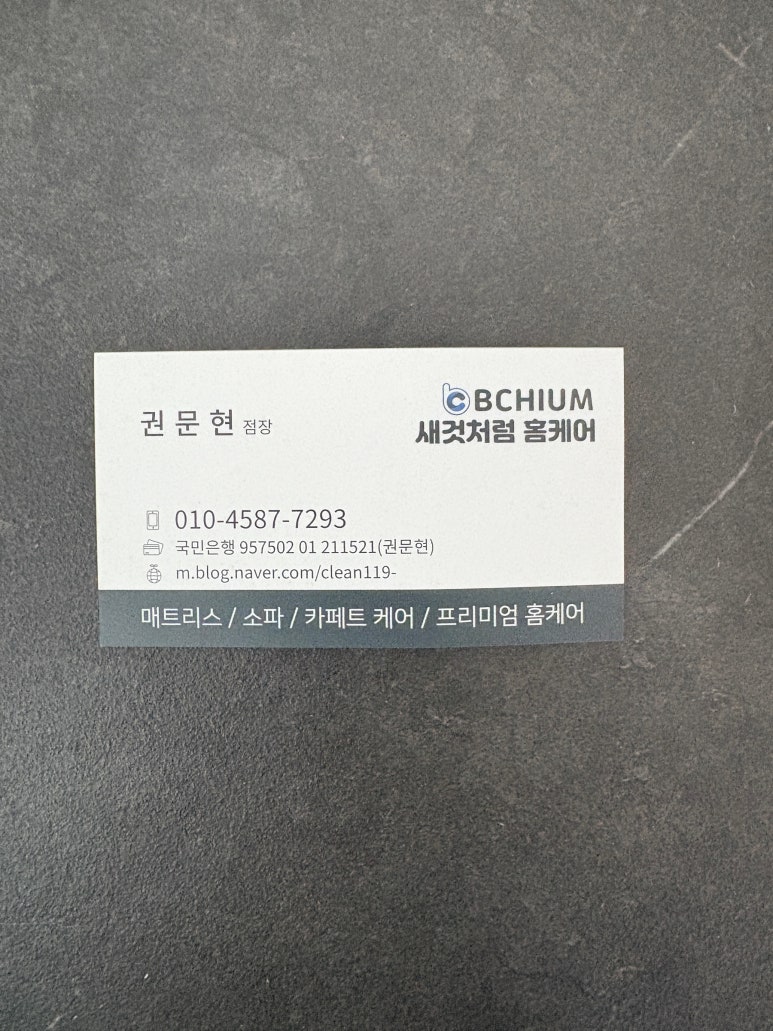 권문현 점장
BCHIUM
새것처럼 홈케어
010-4587-7293
국민은행 957502 01 211521(권문현)
m.blog.naver.com/clean119-
매트리스 / 소파 / 카페트 케어 / 프리미엄 홈케어